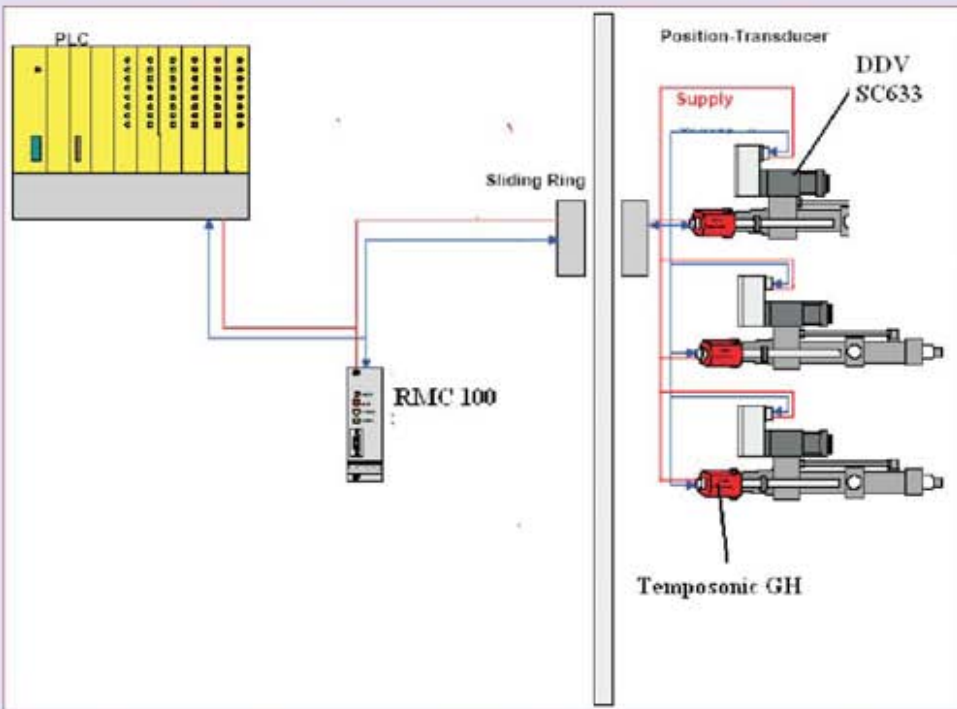 PLC
Position-Transducer
DDV
SC633
Supply
Sliding Ring
RMC 100
Temposonic GH